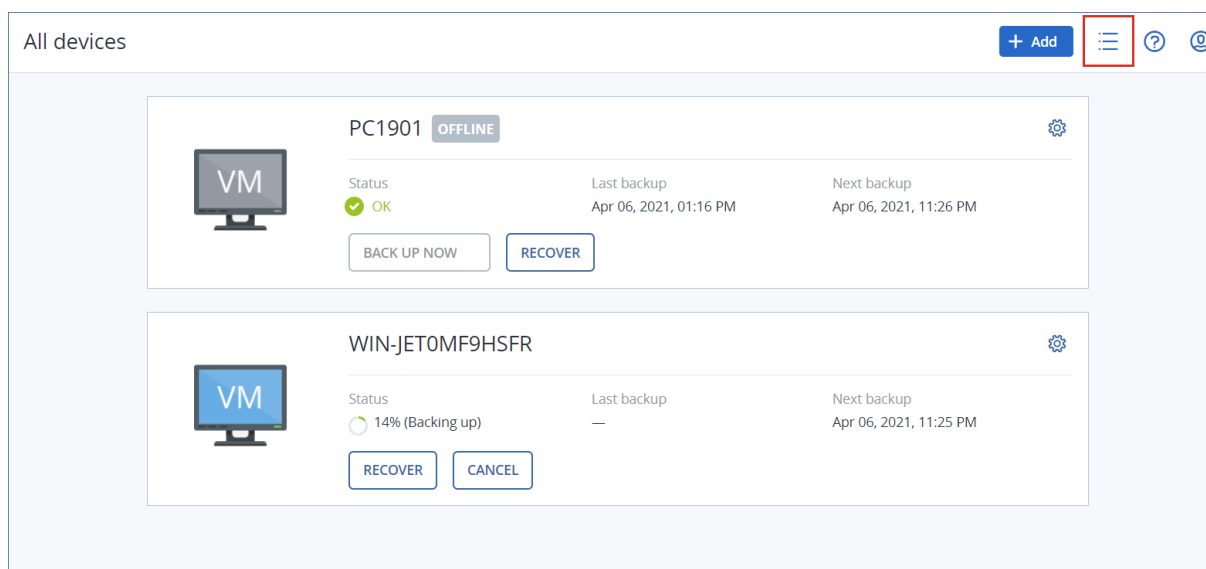 All devices
+ Add
PC1901 OFFLINE
VM
Status Last backup Next backup
OK Apr 06, 2021, 01:16 PM Apr 06, 2021, 11:26 PM
BACK UP NOW RECOVER
WIN-JET0MF9HSFR
VM
Status Last backup Next backup
14% (Backing up) — Apr 06, 2021, 11:25 PM
RECOVER CANCEL